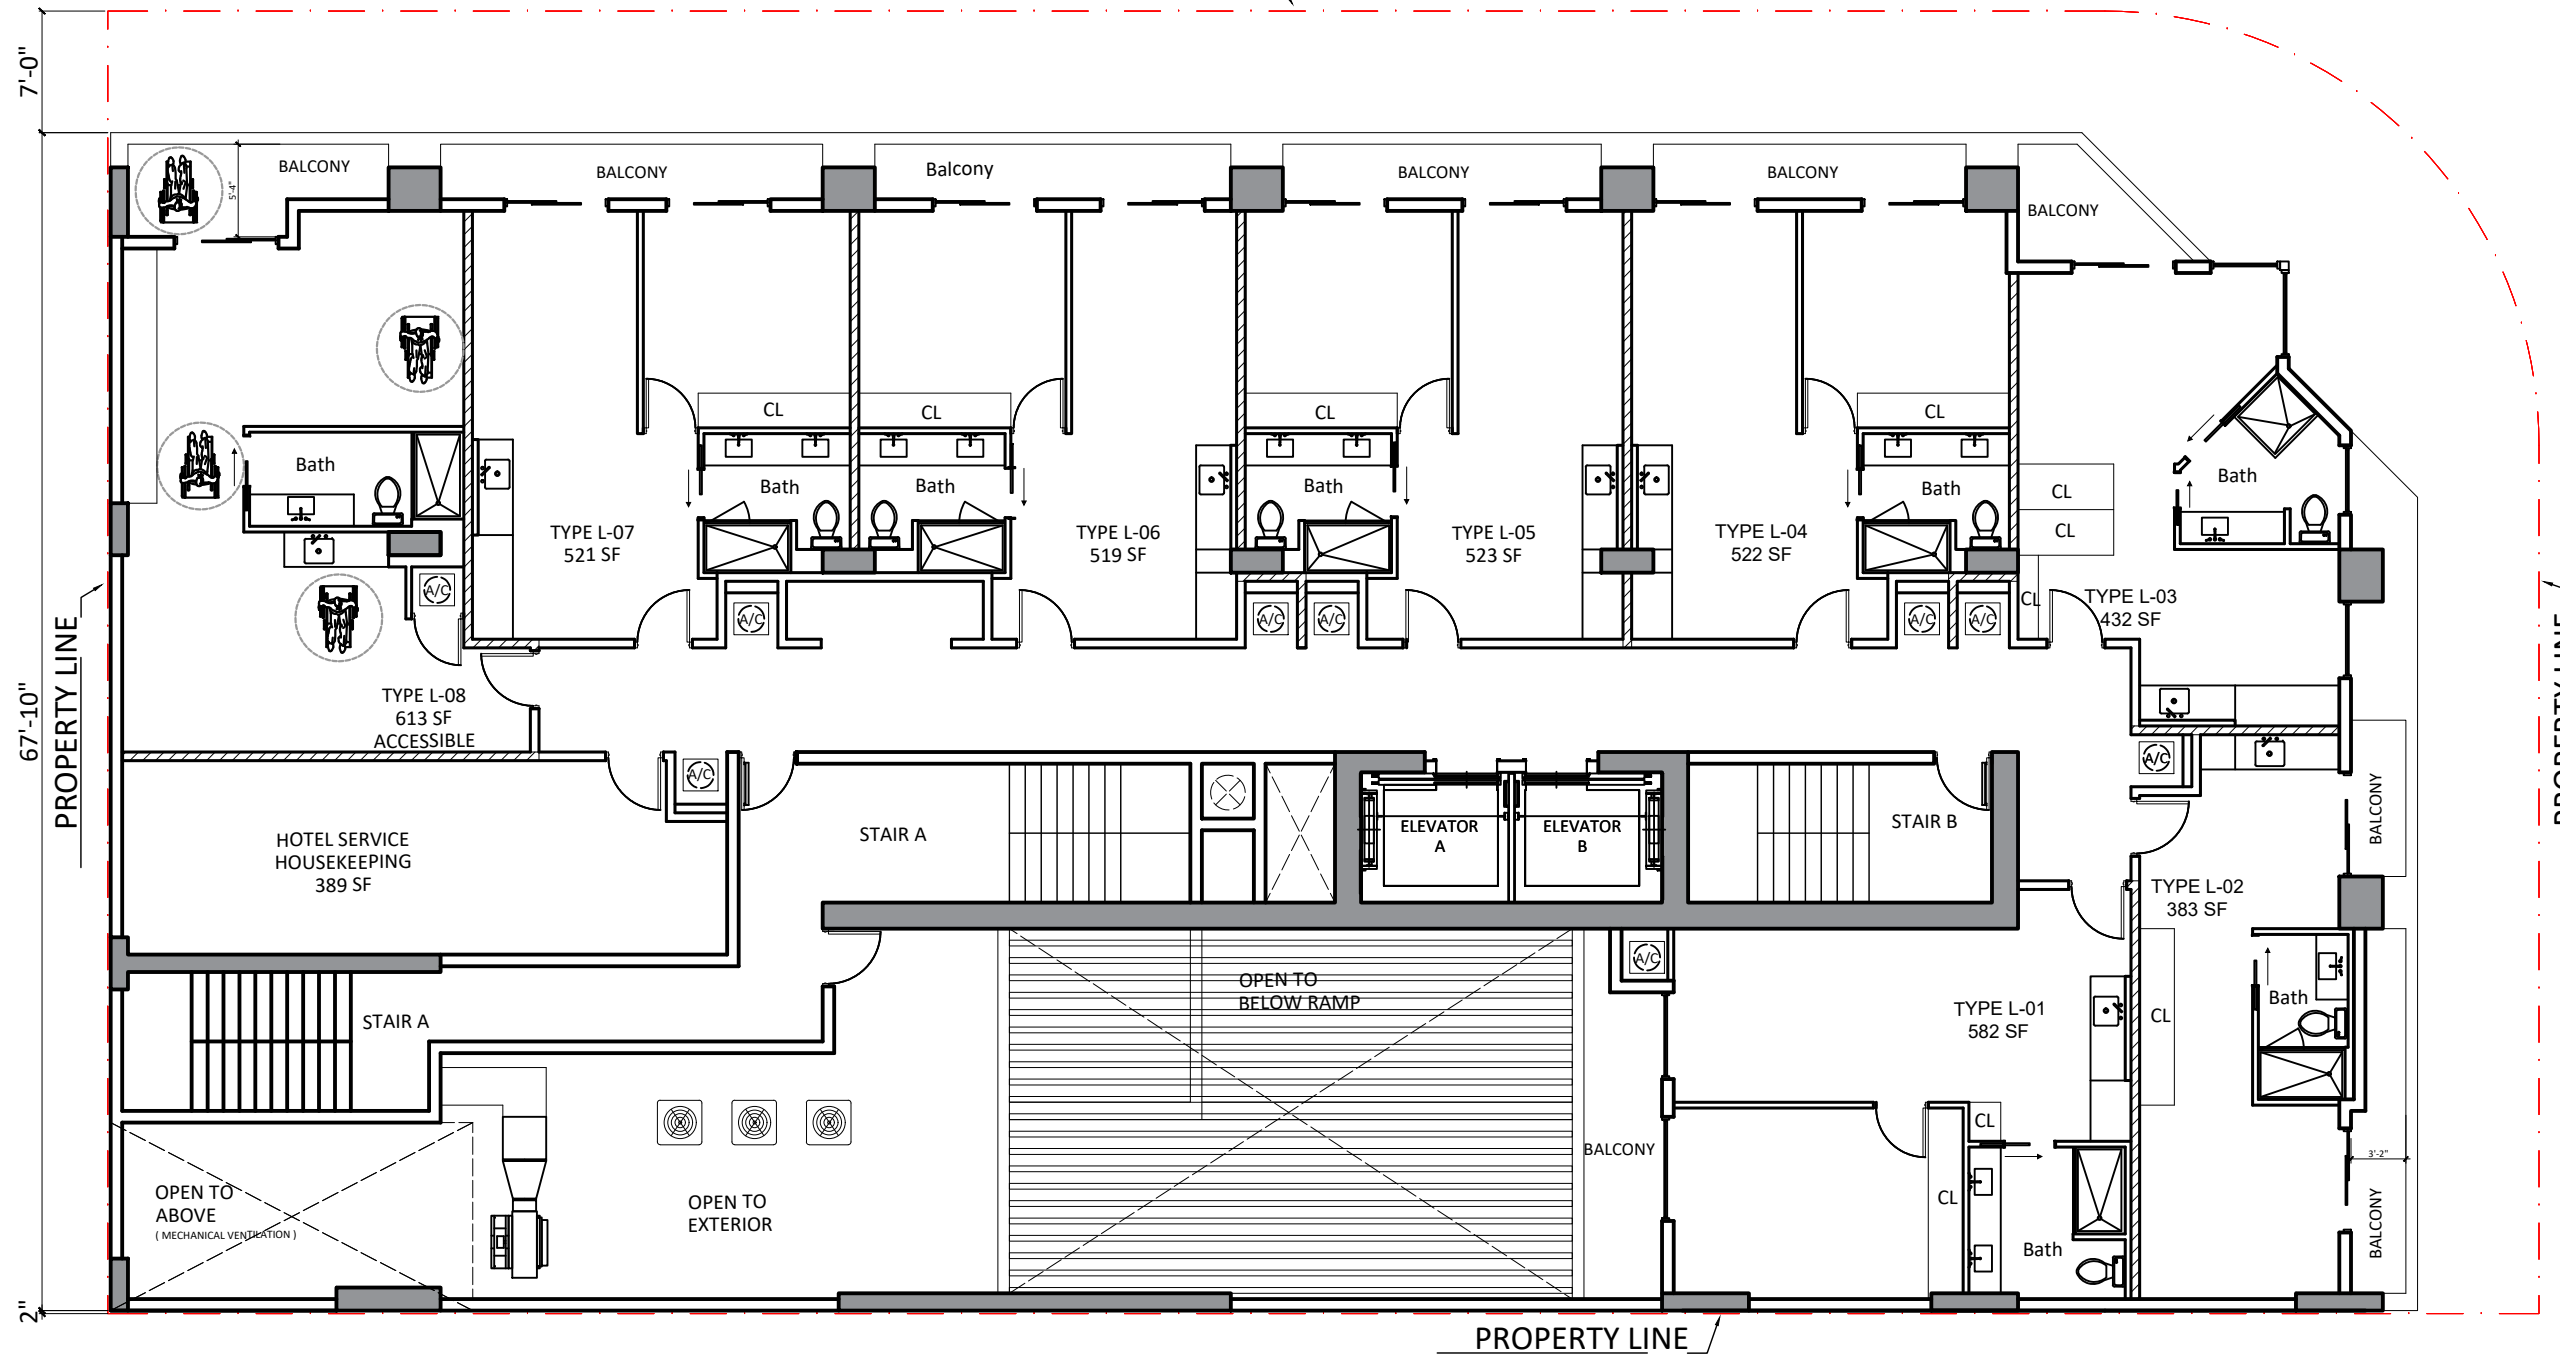 7'-0"
BALCONY
5'-4"
BALCONY
Balcony
BALCONY
BALCONY
BALCONY
CL
CL
CL
CL
Bath
Bath
Bath
Bath
Bath
Bath
CL
CL
CL
TYPE L-07
521 SF
TYPE L-06
519 SF
TYPE L-05
523 SF
TYPE L-04
522 SF
TYPE L-03
432 SF
A/C
A/C
A/C
A/C
A/C
A/C
PROPERTY LINE
67'-10"
PROPERTY LINE
TYPE L-08
613 SF
ACCESSIBLE
A/C
A/C
HOTEL SERVICE
HOUSEKEEPING
389 SF
STAIR A
ELEVATOR
A
ELEVATOR
B
STAIR B
BALCONY
TYPE L-02
383 SF
A/C
OPEN TO
BELOW RAMP
TYPE L-01
582 SF
CL
Bath
STAIR A
BALCONY
CL
3'-2"
OPEN TO
ABOVE
( MECHANICAL VENTILATION )
OPEN TO
EXTERIOR
CL
Bath
BALCONY
2"
PROPERTY LINE